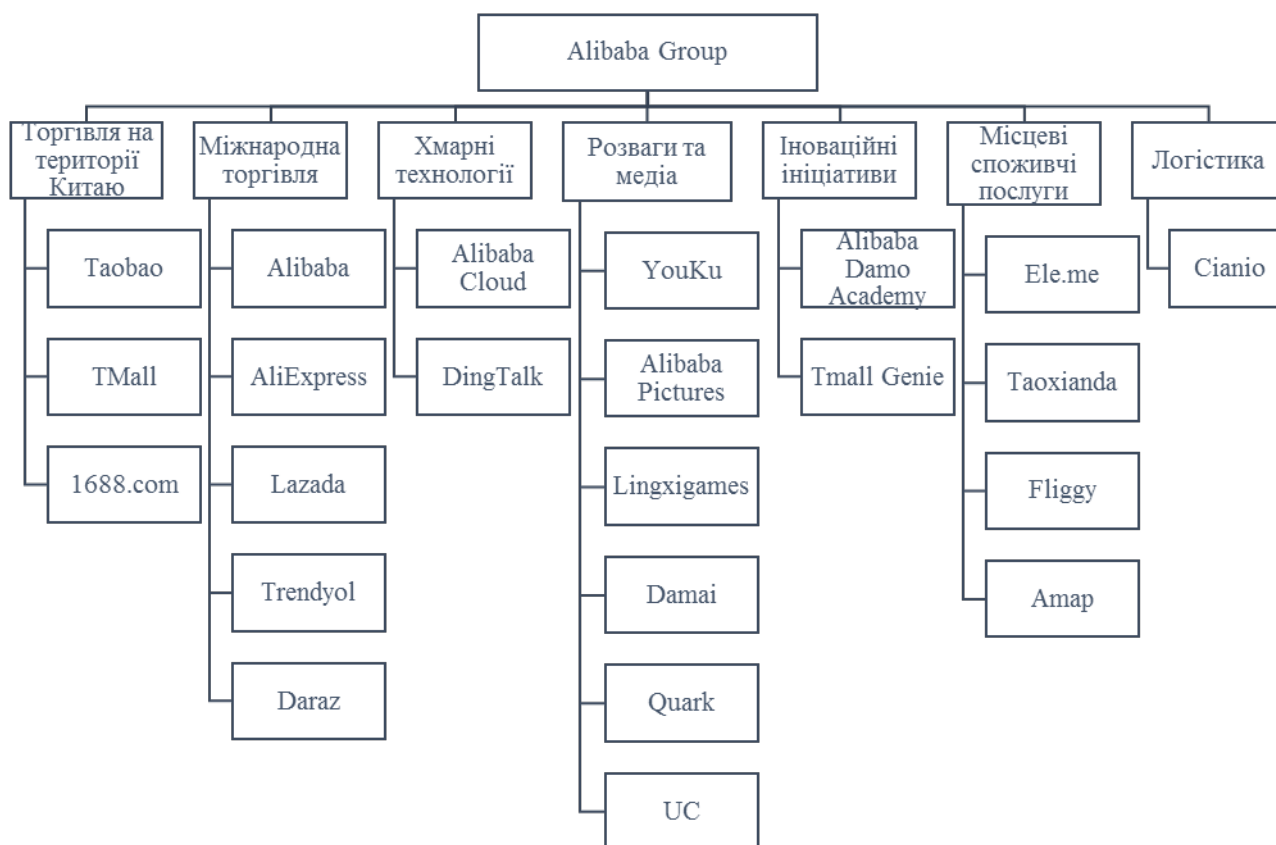 Alibaba Group
Торгівля на
території
Китаю
Міжнародна
торгівля
Хмарні
технології
Розваги та
медіа
Іноваційні
ініціативи
Місцеві
споживчі
послуги
Логістика
Taobao
TMall
1688.com
Alibaba
AliExpress
Lazada
Trendyol
Daraz
Alibaba
Cloud
DingTalk
YouKu
Alibaba
Pictures
Lingxigames
Damai
Quark
UC
Alibaba
Damo
Academy
Tmall Genie
Ele.me
Taoxianda
Fliggy
Amap
Cianio